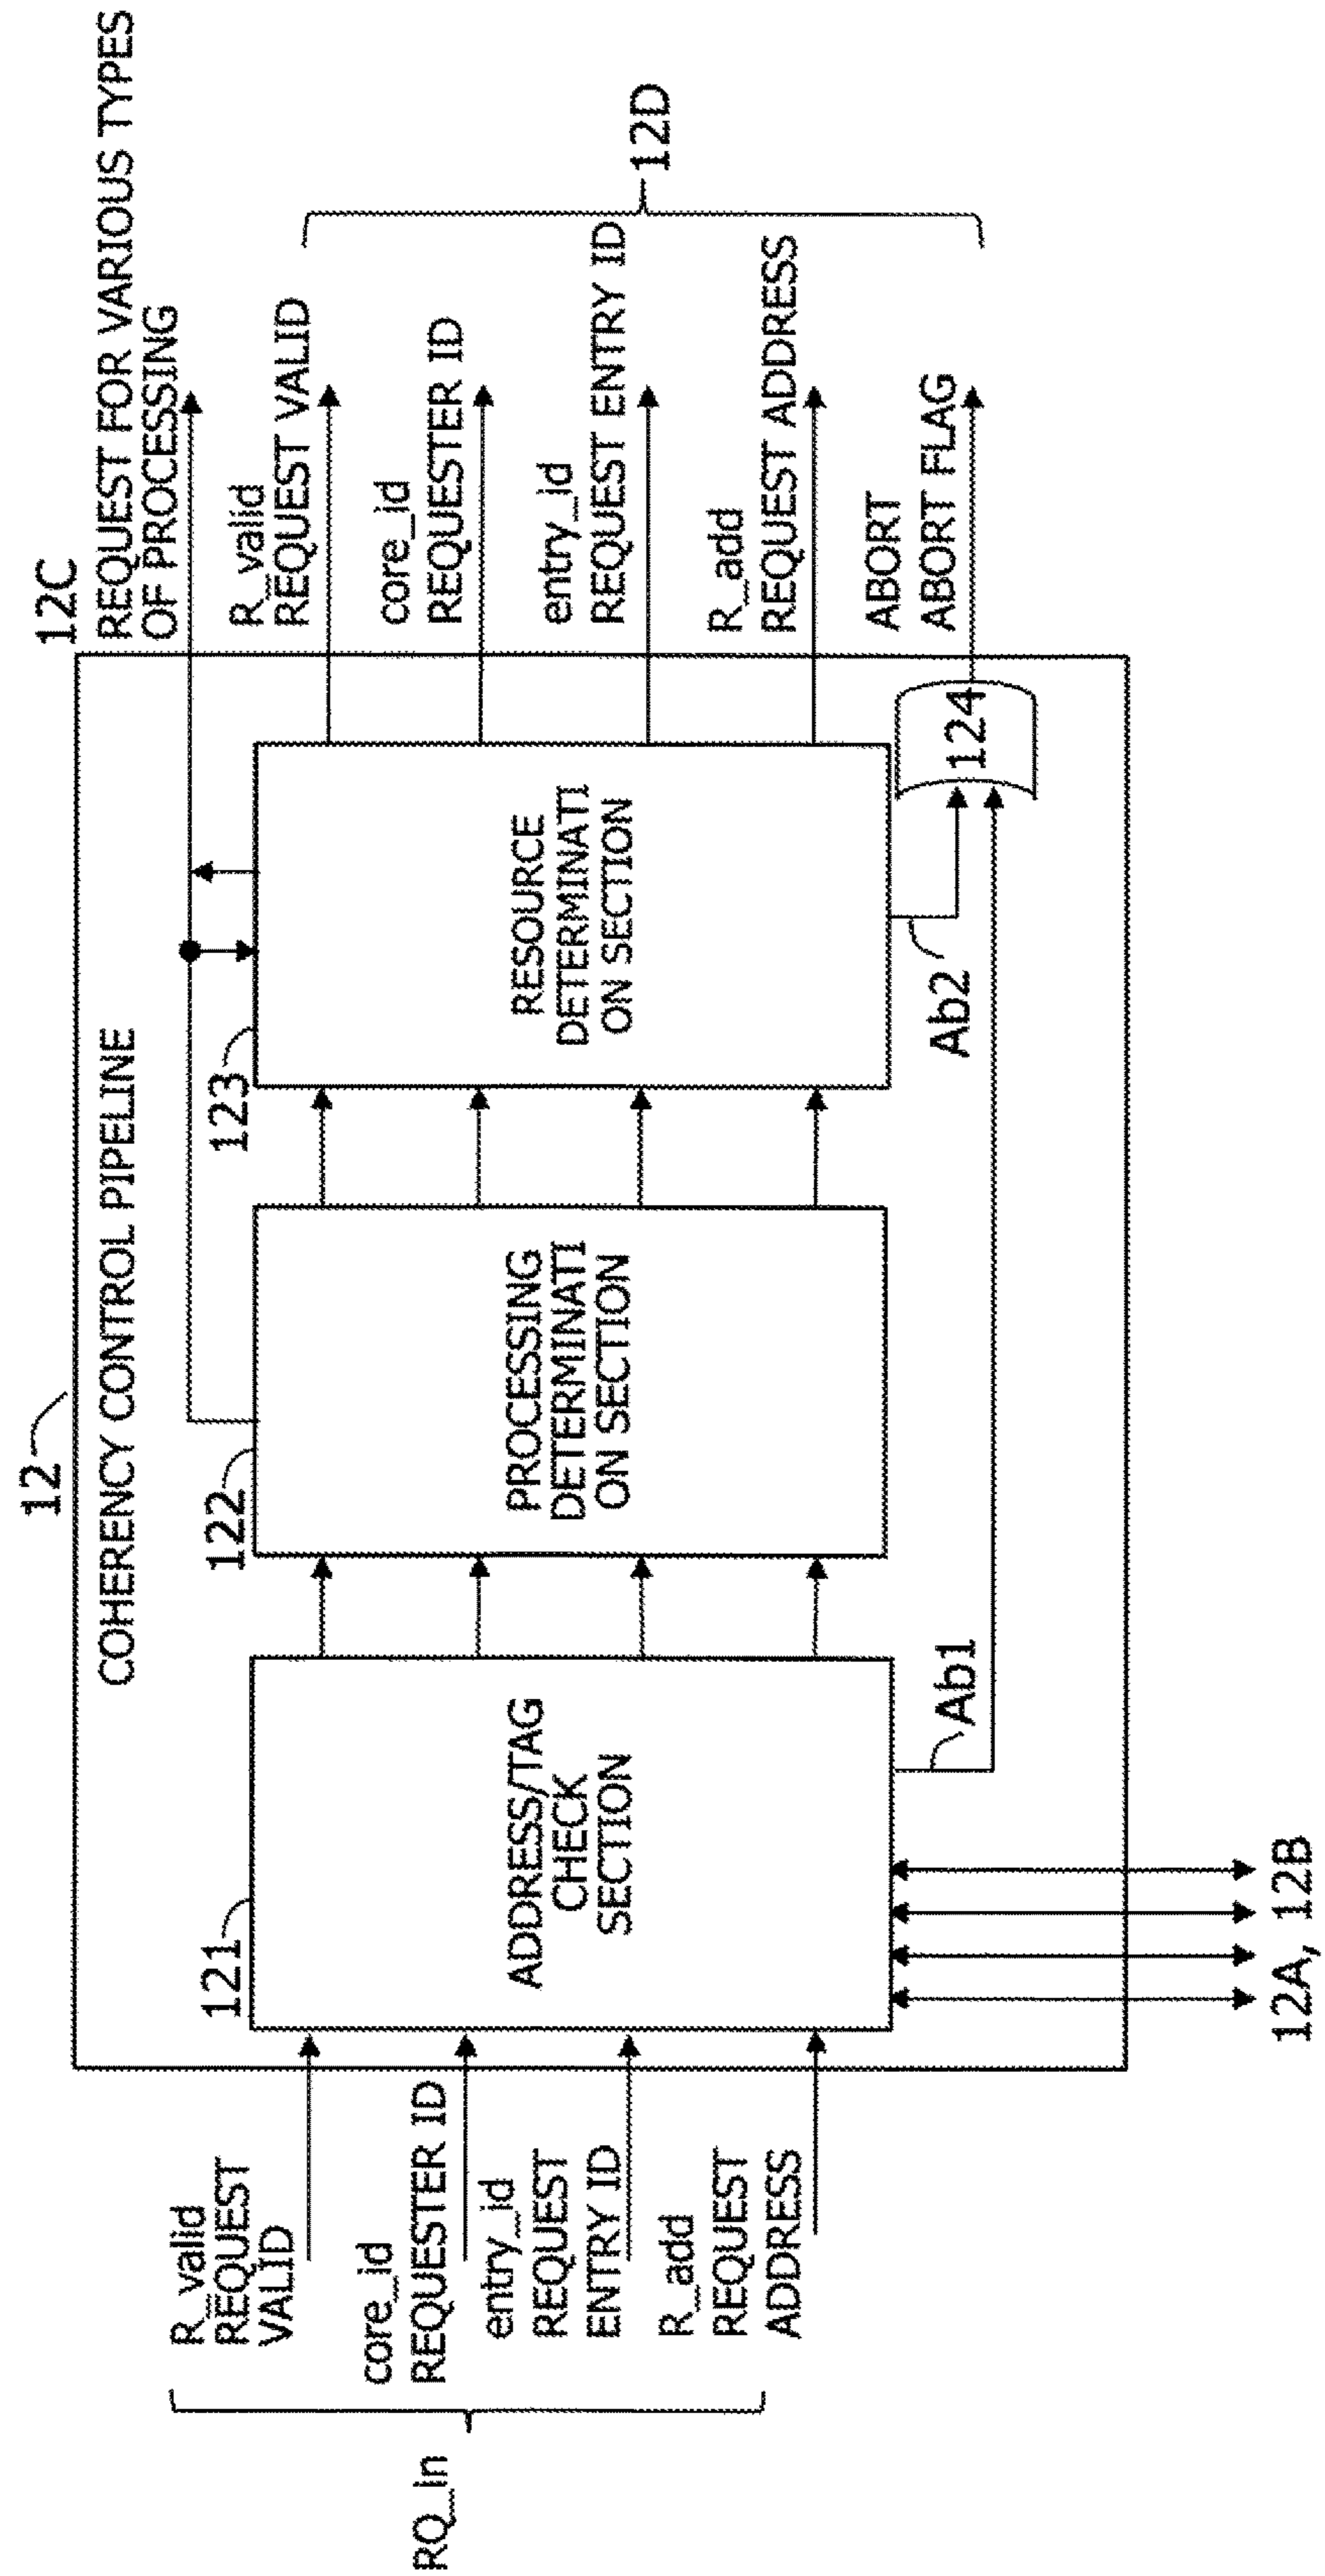 12
12C
COHERENCY CONTROL PIPELINE
REQUEST FOR VARIOUS TYPES
OF PROCESSING
RQ_in
R_valid
REQUEST
VALID
core_id
REQUESTER ID
entry_id
REQUEST
ENTRY ID
R_add
REQUEST
ADDRESS
121
ADDRESS/TAG
CHECK
SECTION
122
PROCESSING
DETERMINATI
ON SECTION
123
RESOURCE
DETERMINATI
ON SECTION
R_valid
REQUEST VALID
core_id
REQUESTER ID
entry_id
REQUEST ENTRY ID
R_add
REQUEST ADDRESS
ABORT
ABORT FLAG
12D
124
Ab1
Ab2
12A, 12B